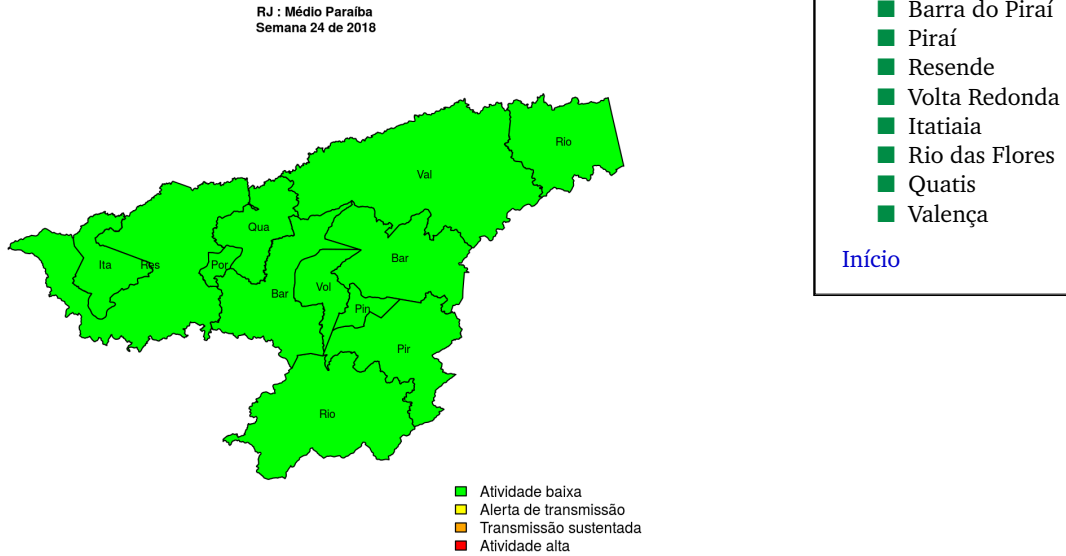 RJ : Médio Paraíba
Semana 24 de 2018
Rio
Val
Qua
Bar
Ita
Res
Por
Bar
Vol
Pin
Pir
Rio
Atividade baixa
Alerta de transmissão
Transmissão sustentada
Atividade alta
Barra do Piraí
Piraí
Resende
Volta Redonda
Itatiaia
Rio das Flores
Quatis
Valença
Início